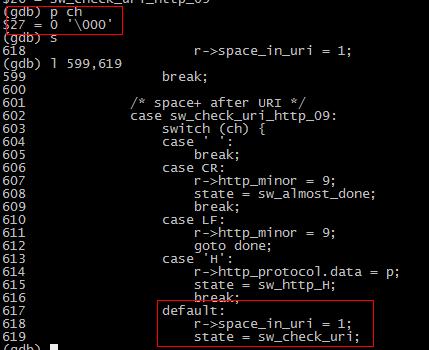 $26 = sw_check_uri_http_09
(gdb) p ch
$27 = 0 '\000'
(gdb) s
618                         r->space_in_uri = 1;
(gdb) l 599,619
599                     break;
600
601                 /* space+ after URI */
602                 case sw_check_uri_http_09:
603                     switch (ch) {
604                     case ' ':
605                         break;
606                     case CR:
607                         r->http_minor = 9;
608                         state = sw_almost_done;
609                         break;
610                     case LF:
611                         r->http_minor = 9;
612                         goto done;
613                     case 'H':
614                         r->http_protocol.data = p;
615                         state = sw_http_H;
616                         break;
617                     default:
618                         r->space_in_uri = 1;
619                         state = sw_check_uri;
(gdb)